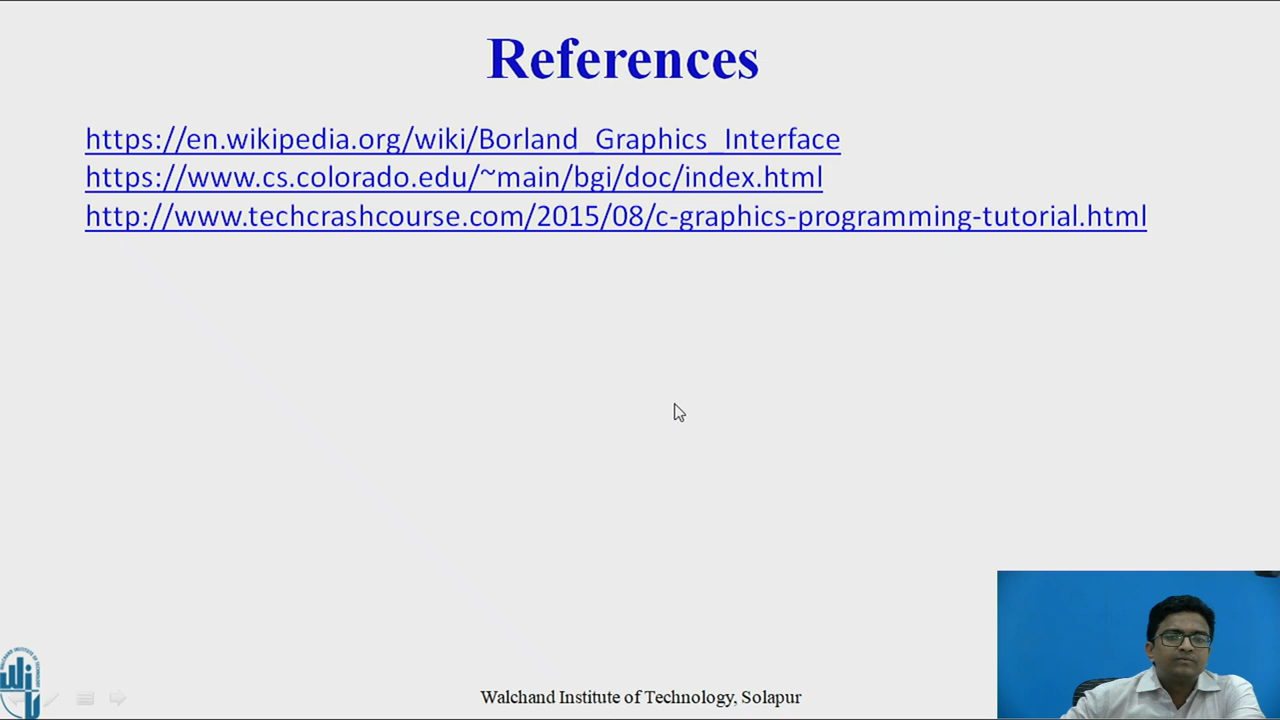 References
https://en.wikipedia.org/wiki/Borland_Graphics_Interface
https://www.cs.colorado.edu/~main/bgi/doc/index.html
http://www.techcrashcourse.com/2015/08/c-graphics-programming-tutorial.html
Walchand Institute of Technology, Solapur